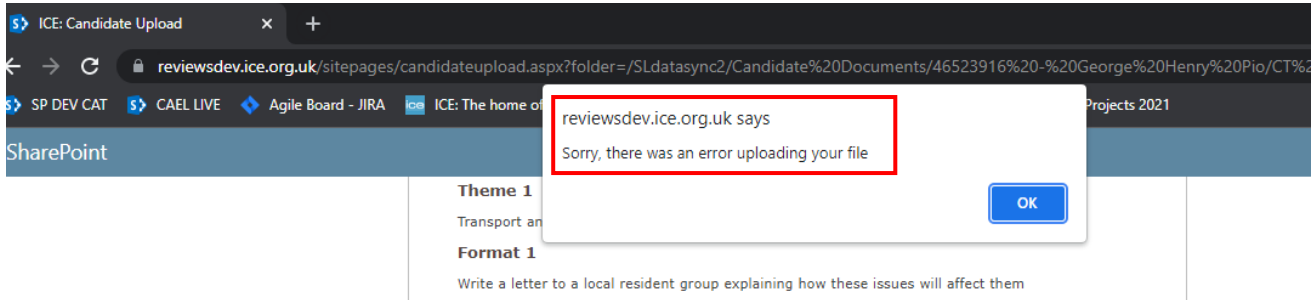 ICE: Candidate Upload
reviewsdev.ice.org.uk/sitepages/candidateupload.aspx?folder=/SLdatasync2/Candidate%20Documents/46523916%20-%20George%20Henry%20Pio/CT%2
SP DEV CAT CAEL LIVE Agile Board - JIRA ice ICE: The home of Projects 2021
reviewsdev.ice.org.uk says
Sorry, there was an error uploading your file
SharePoint
OK
Theme 1
Transport an
Format 1
Write a letter to a local resident group explaining how these issues will affect them